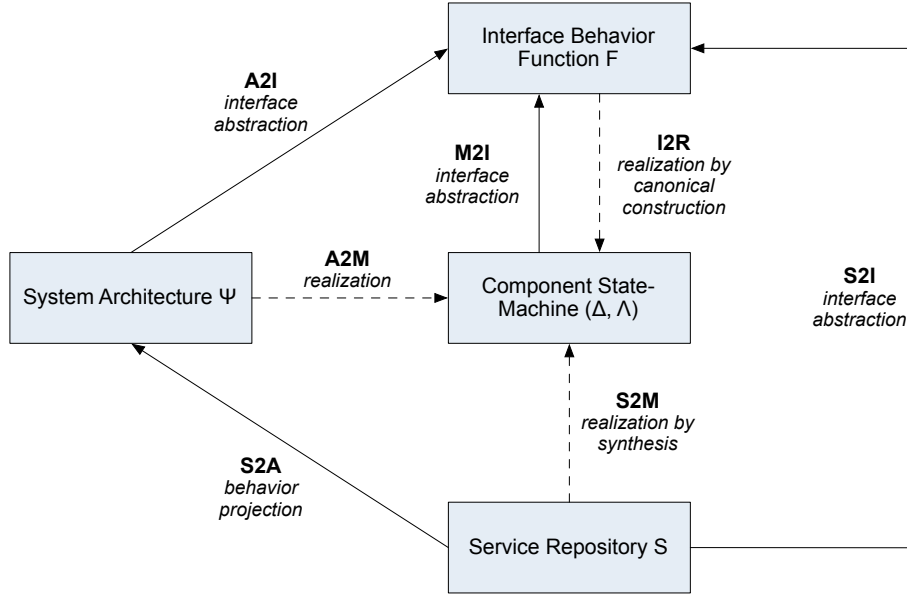 Interface Behavior
Function F
A2I
interface
abstraction
M2I
interface
abstraction
I2R
realization by
canonical
construction
System Architecture Ψ
A2M
realization
Component State-
Machine (Δ, Λ)
S2I
interface
abstraction
S2M
realization by
synthesis
S2A
behavior
projection
Service Repository S